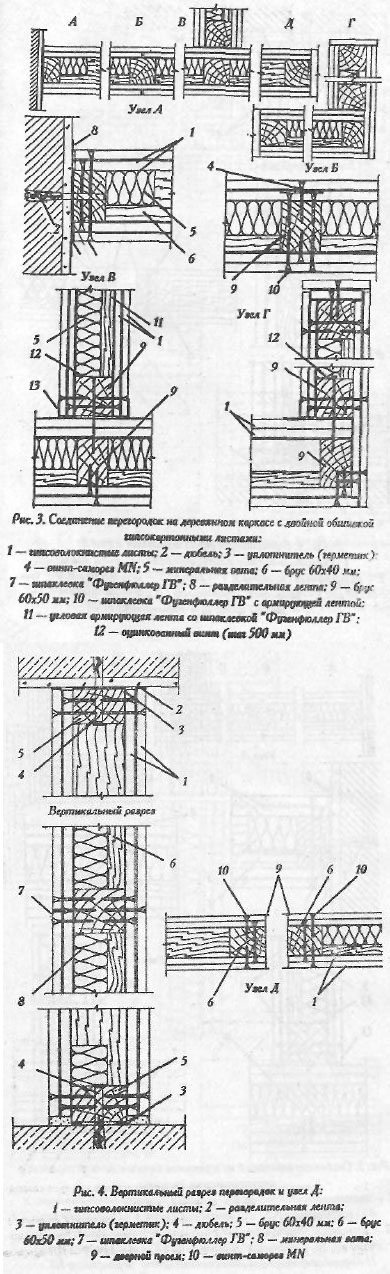 А Б В Д Г
Узел А
8 1
Узел Б
4
2
5
6
9
10
Узел В
Узел Г
5 11
1
12 9
13
9
12
9
1
9
Рис. 3. Соединение перегородок на деревянном каркасе с двойной обшивкой
гипсокартонными листами:
1 — гипсоволокнистые листы; 2 — дюбель; 3 — уплотнитель (герметик);
4 — винт-саморез MN; 5 — минеральная вата; 6 — брус 60х40 мм;
7 — шпаклевка "Фугенфюллер ГВ"; 8 — разделительная лента; 9 — брус
60х50 мм; 10 — шпаклевка "Фугенфюллер ГВ" с армирующей лентой;
11 — угловая армирующая лента со шпаклевкой "Фугенфюллер ГВ";
12 — оцинкованный винт (шаг 500 мм)
2
3
5
4
1
Вертикальный разрез
6
7
8
10 9 6 10
6
1
Узел Д
4 5
3
Рис. 4. Вертикальный разрез перегородок и узел Д:
1 — гипсоволокнистые листы; 2 — разделительная лента;
3 — уплотнитель (герметик); 4 — дюбель; 5 — брус 60х40 мм; 6 — брус
60х50 мм; 7 — шпаклевка "Фугенфюллер ГВ"; 8 — минеральная вата;
9 — дверной проем; 10 — винт-саморез MN